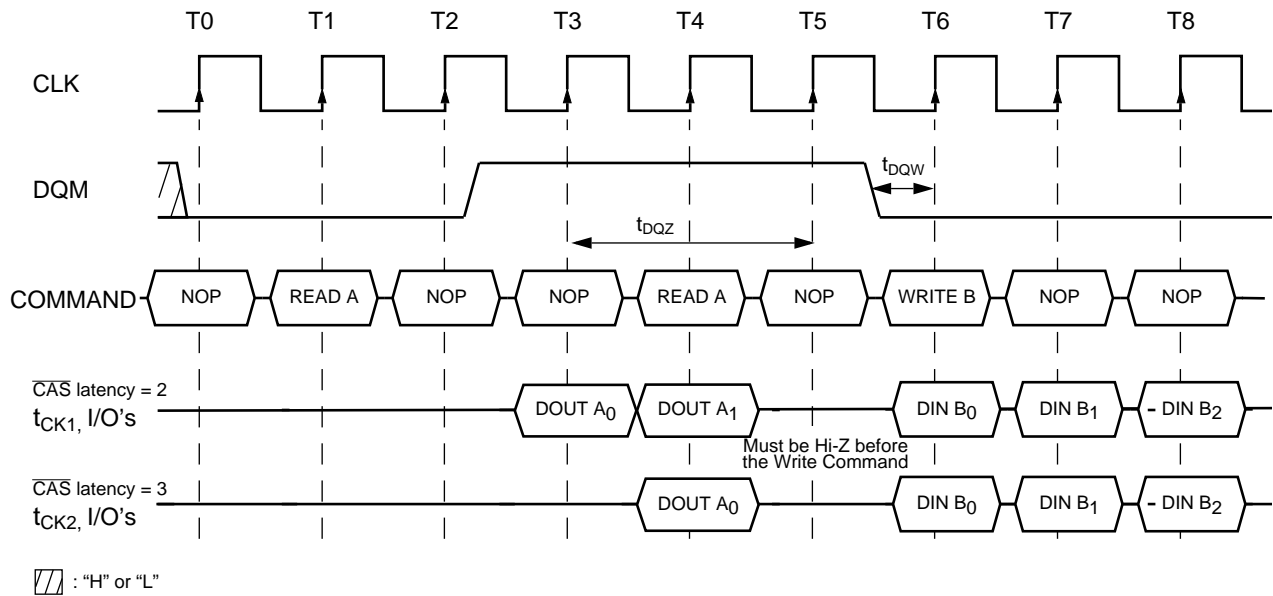 T0 T1 T2 T3 T4 T5 T6 T7 T8
CLK
DQM
tDQW
tDQZ
COMMAND NOP READ A NOP NOP READ A NOP WRITE B NOP NOP
CAS latency = 2
tCK1, I/O's
DOUT A0 DOUT A1 DIN B0 DIN B1 DIN B2
Must be Hi-Z before
the Write Command
CAS latency = 3
tCK2, I/O's
DOUT A0 DIN B0 DIN B1 DIN B2
: “H” or “L”